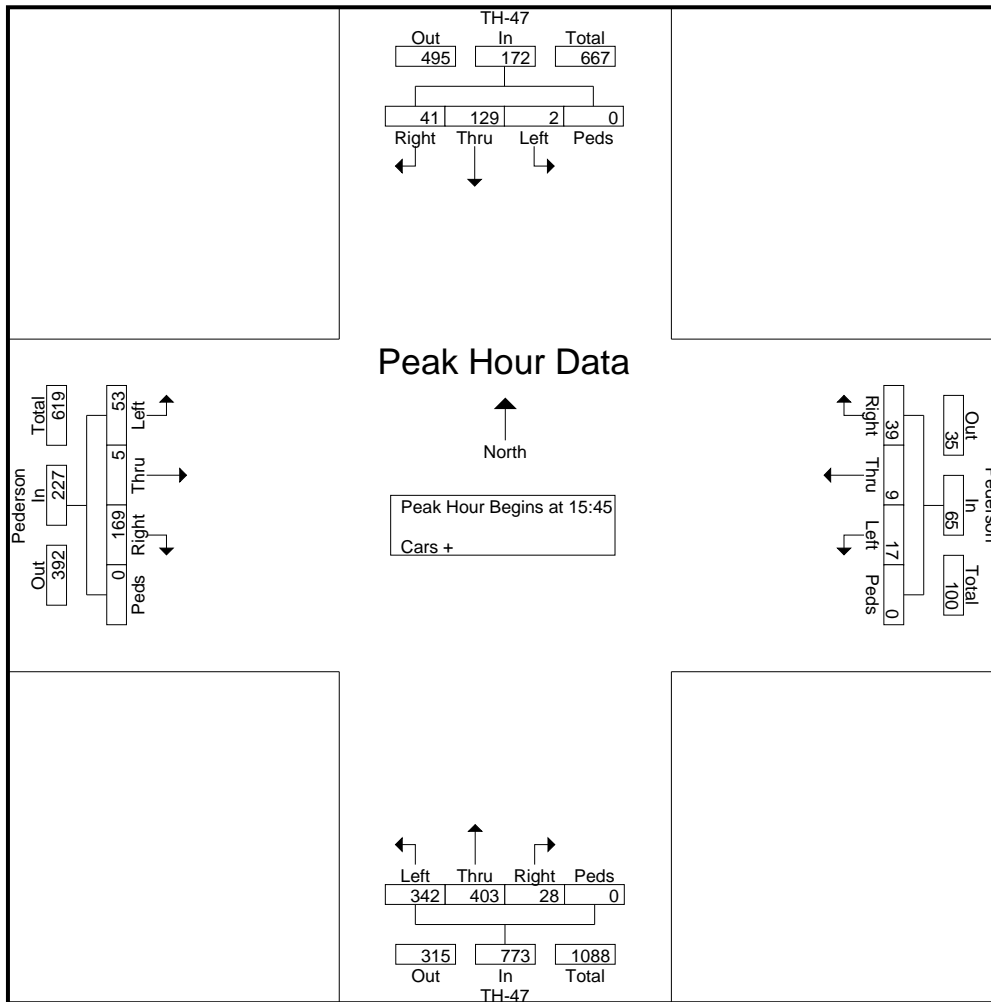 TH-47
Out In Total
495 172 667
41 129 2 0
Right Thru Left Peds
Peak Hour Data
North
Peak Hour Begins at 15:45
Cars +
Pederson
Total In Out
619 227 392
53 5 169 0
Left Thru Right Peds
Right Thru Left Peds
39 9 17 0
35 65 100
Out In Total
Pederson
Left Thru Right Peds
342 403 28 0
315 773 1088
Out In Total
TH-47